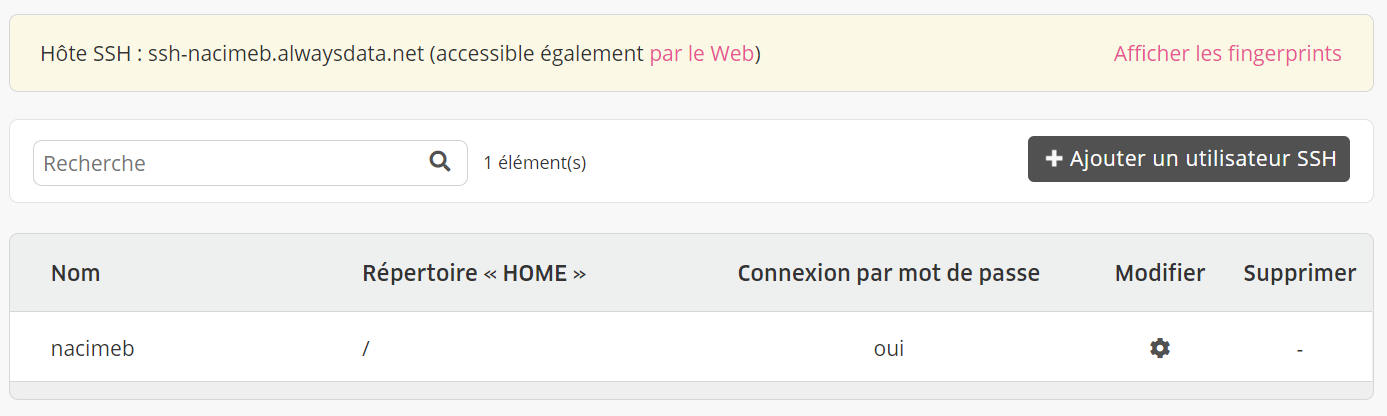 Hôte SSH : ssh-nacimeb.alwaysdata.net (accessible également par le Web) Afficher les fingerprints
Recherche 1 élément(s) Ajouter un utilisateur SSH
Nom Répertoire « HOME » Connexion par mot de passe Modifier Supprimer
nacimeb / oui -